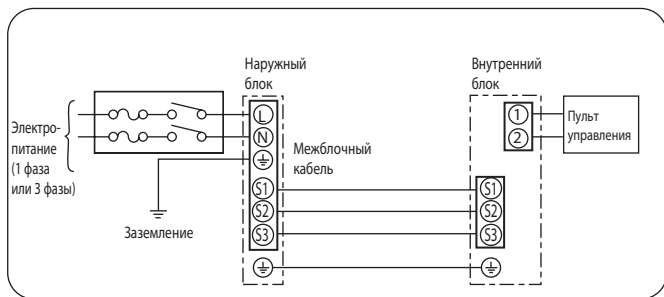 Наружный
блок
Внутренний
блок
Электро-
питание
(1 фаза
или 3 фазы)
L
N
Заземление
Межблочный
кабель
S1
S2
S3
1
2
Пульт
управления
S1
S2
S3